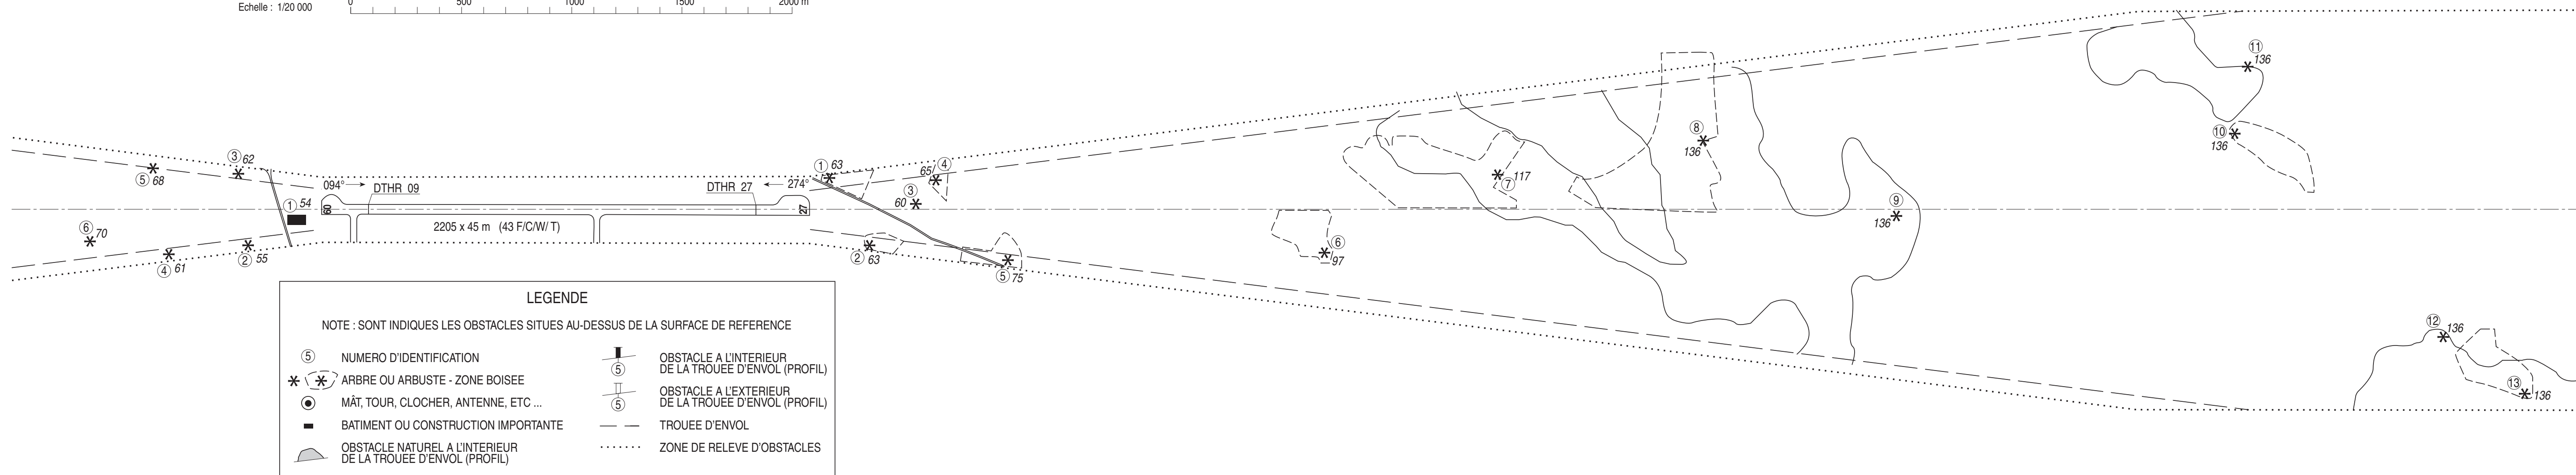 Echelle : 1/20 000
0 500 1000 1500 2000 m
11
136
10
136
8
136
3 62
5 68
1 63
4
65
7 117
094° DTHR 09
DTHR 27 274°
1 54
60
27
3
60
9
136
6 70
2205 x 45 m (43 F/C/W/ T)
4 61
2 55
2 63
5 75
6
97
12 136
13 136
LEGENDE
NOTE : SONT INDIQUES LES OBSTACLES SITUES AU-DESSUS DE LA SURFACE DE REFERENCE
5 NUMERO D'IDENTIFICATION
ARBRE OU ARBUSTE - ZONE BOISEE
MÂT, TOUR, CLOCHER, ANTENNE, ETC ...
BATIMENT OU CONSTRUCTION IMPORTANTE
OBSTACLE NATUREL A L'INTERIEUR
DE LA TROUEE D'ENVOL (PROFIL)
OBSTACLE A L'INTERIEUR
5 DE LA TROUEE D'ENVOL (PROFIL)
OBSTACLE A L'EXTERIEUR
5 DE LA TROUEE D'ENVOL (PROFIL)
TROUEE D'ENVOL
ZONE DE RELEVE D'OBSTACLES